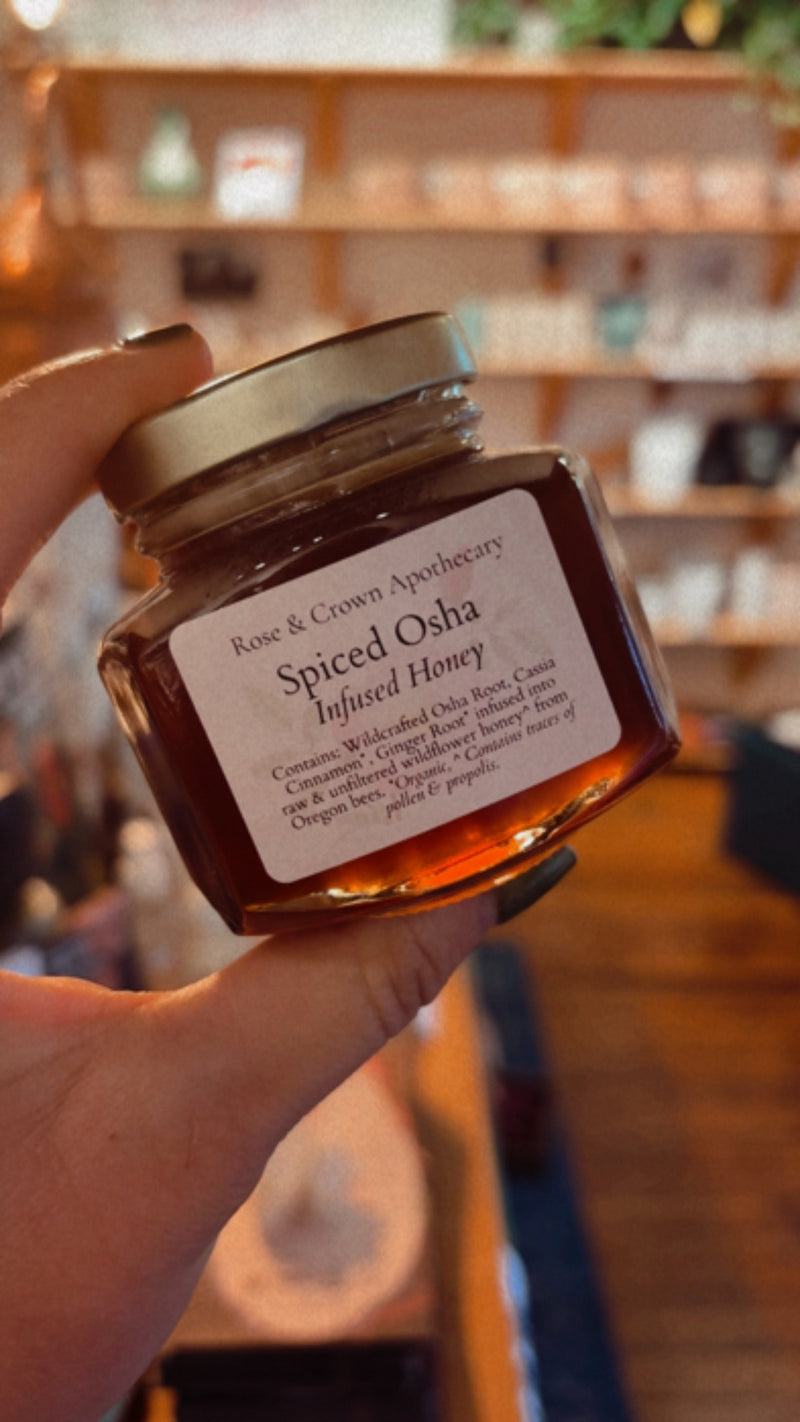 Rose & Crown Apothecary
Spiced Osha
Infused Honey
Contains: Wildcrafted Osha Root, Cassia
Cinnamon*, Ginger Root* infused into
raw & unfiltered wildflower honey^ from
Oregon bees. *Organic, ^ Contains traces of
pollen & propolis.